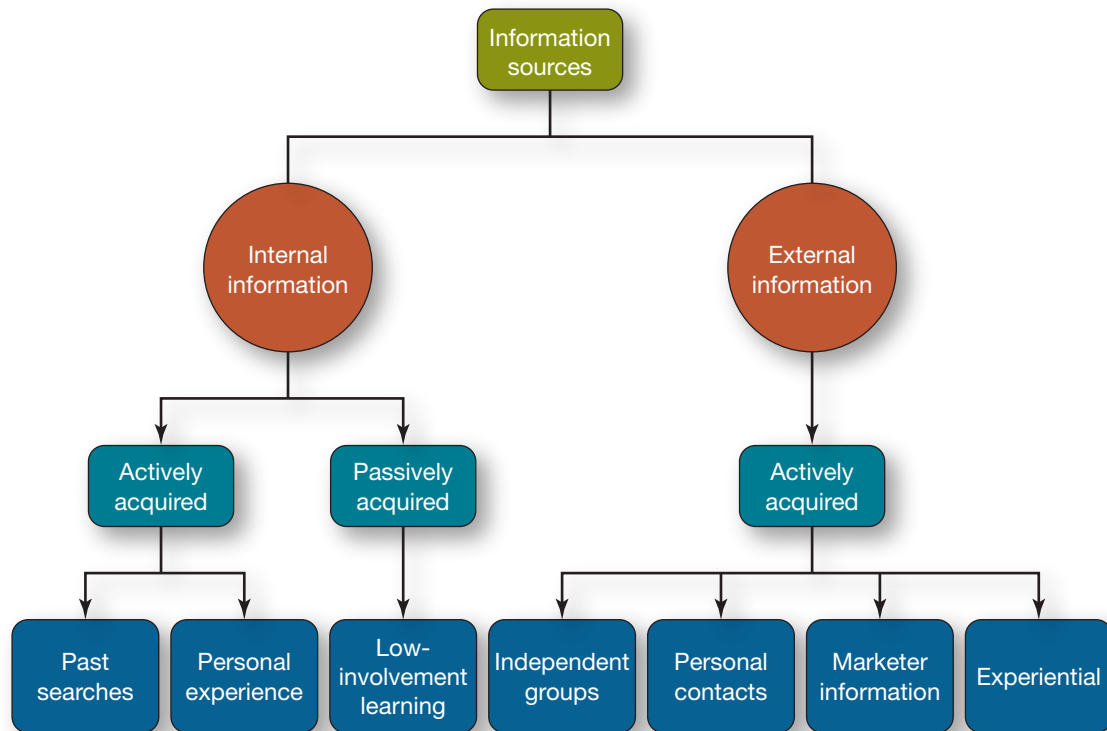 Information
sources
Internal
information
External
information
Actively
acquired
Passively
acquired
Actively
acquired
Past
searches
Personal
experience
Low-
involvement
learning
Independent
groups
Personal
contacts
Marketer
information
Experiential